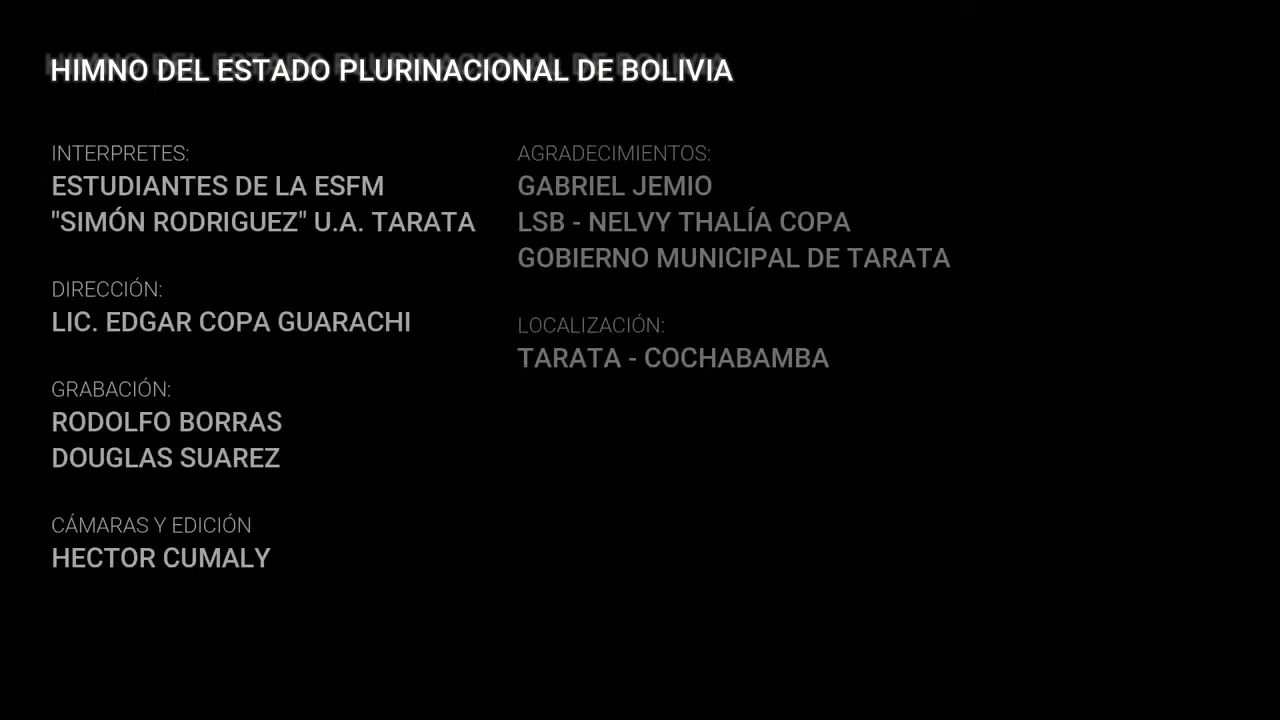 HIMNO DEL ESTADO PLURINACIONAL DE BOLIVIA
INTERPRETES:
ESTUDIANTES DE LA ESFM
"SIMÓN RODRIGUEZ" U.A. TARATA
DIRECCIÓN:
LIC. EDGAR COPA GUARACHI
GRABACIÓN:
RODOLFO BORRAS
DOUGLAS SUAREZ
CÁMARAS Y EDICIÓN
HECTOR CUMALY
AGRADECIMIENTOS:
GABRIEL JEMIO
LSB - NELVY THALÍA COPA
GOBIERNO MUNICIPAL DE TARATA
LOCALIZACIÓN:
TARATA - COCHABAMBA